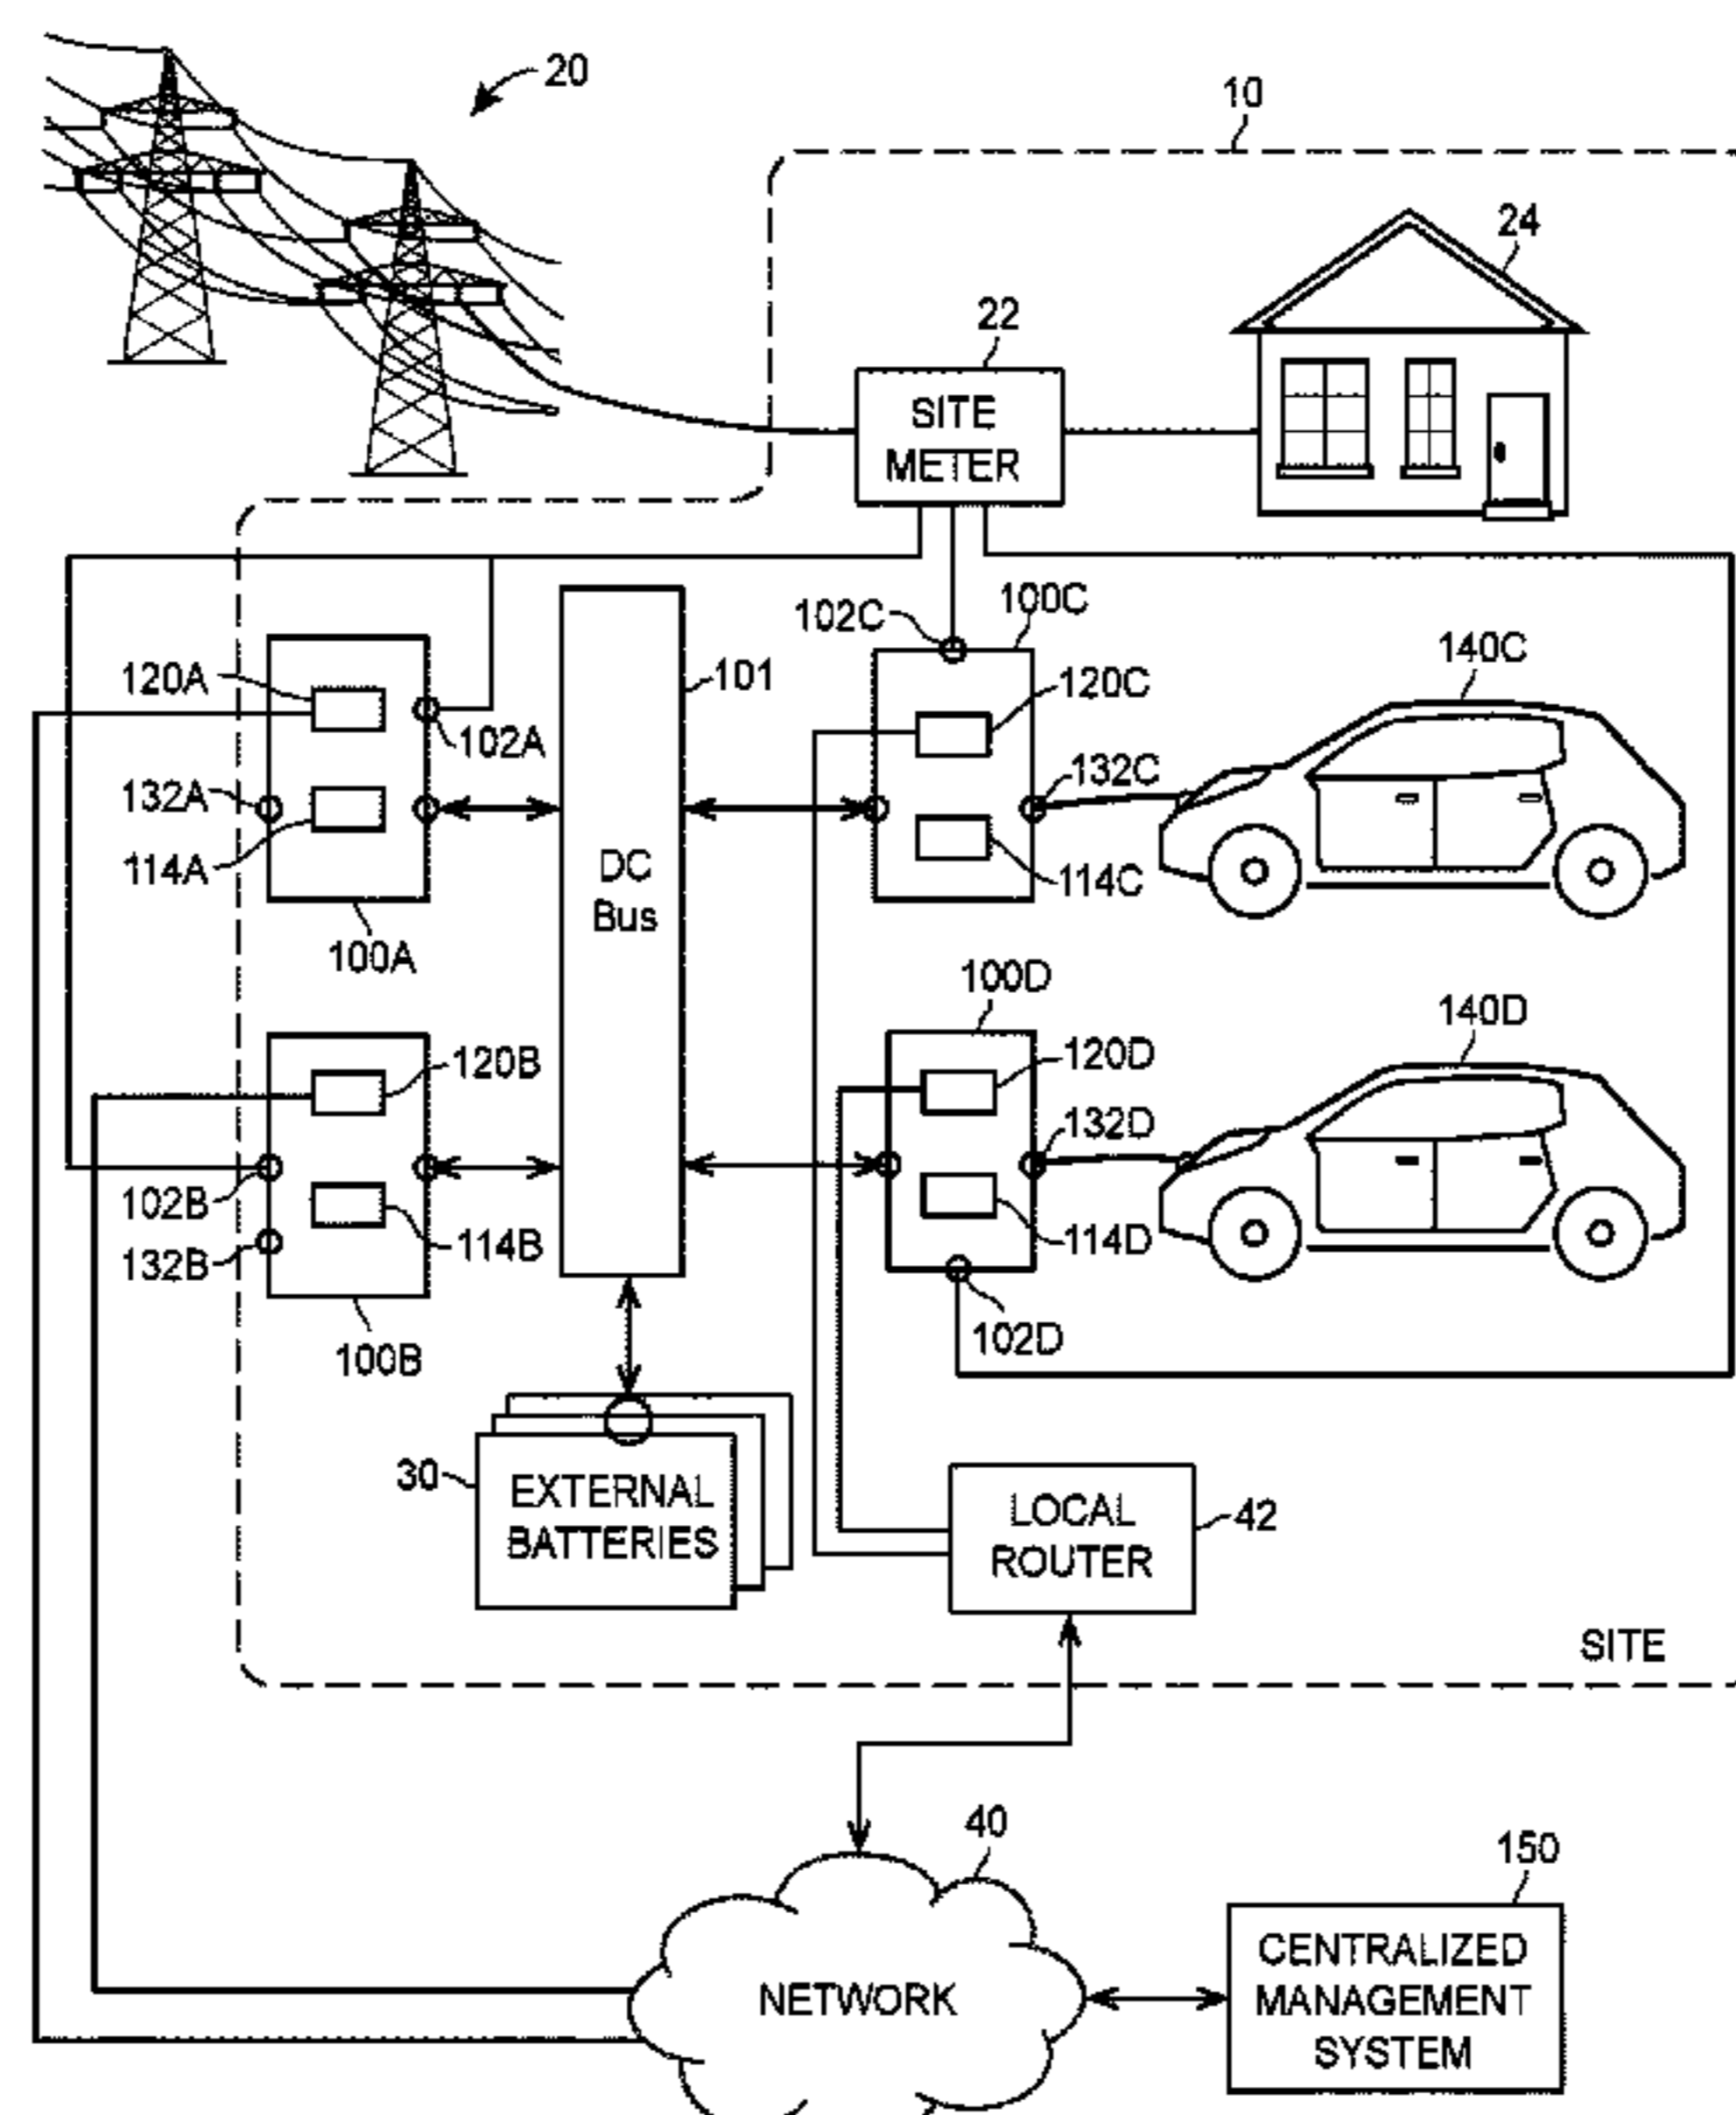 20
10
24
22
SITE
METER
102C
100C
120A
101
120C
140C
102A
132A
132C
114A
DC
Bus
114C
100A
100D
140D
120B
120D
132D
102B
114B
114D
132B
102D
100B
30
EXTERNAL
BATTERIES
LOCAL
ROUTER
42
SITE
40
150
NETWORK
CENTRALIZED
MANAGEMENT
SYSTEM